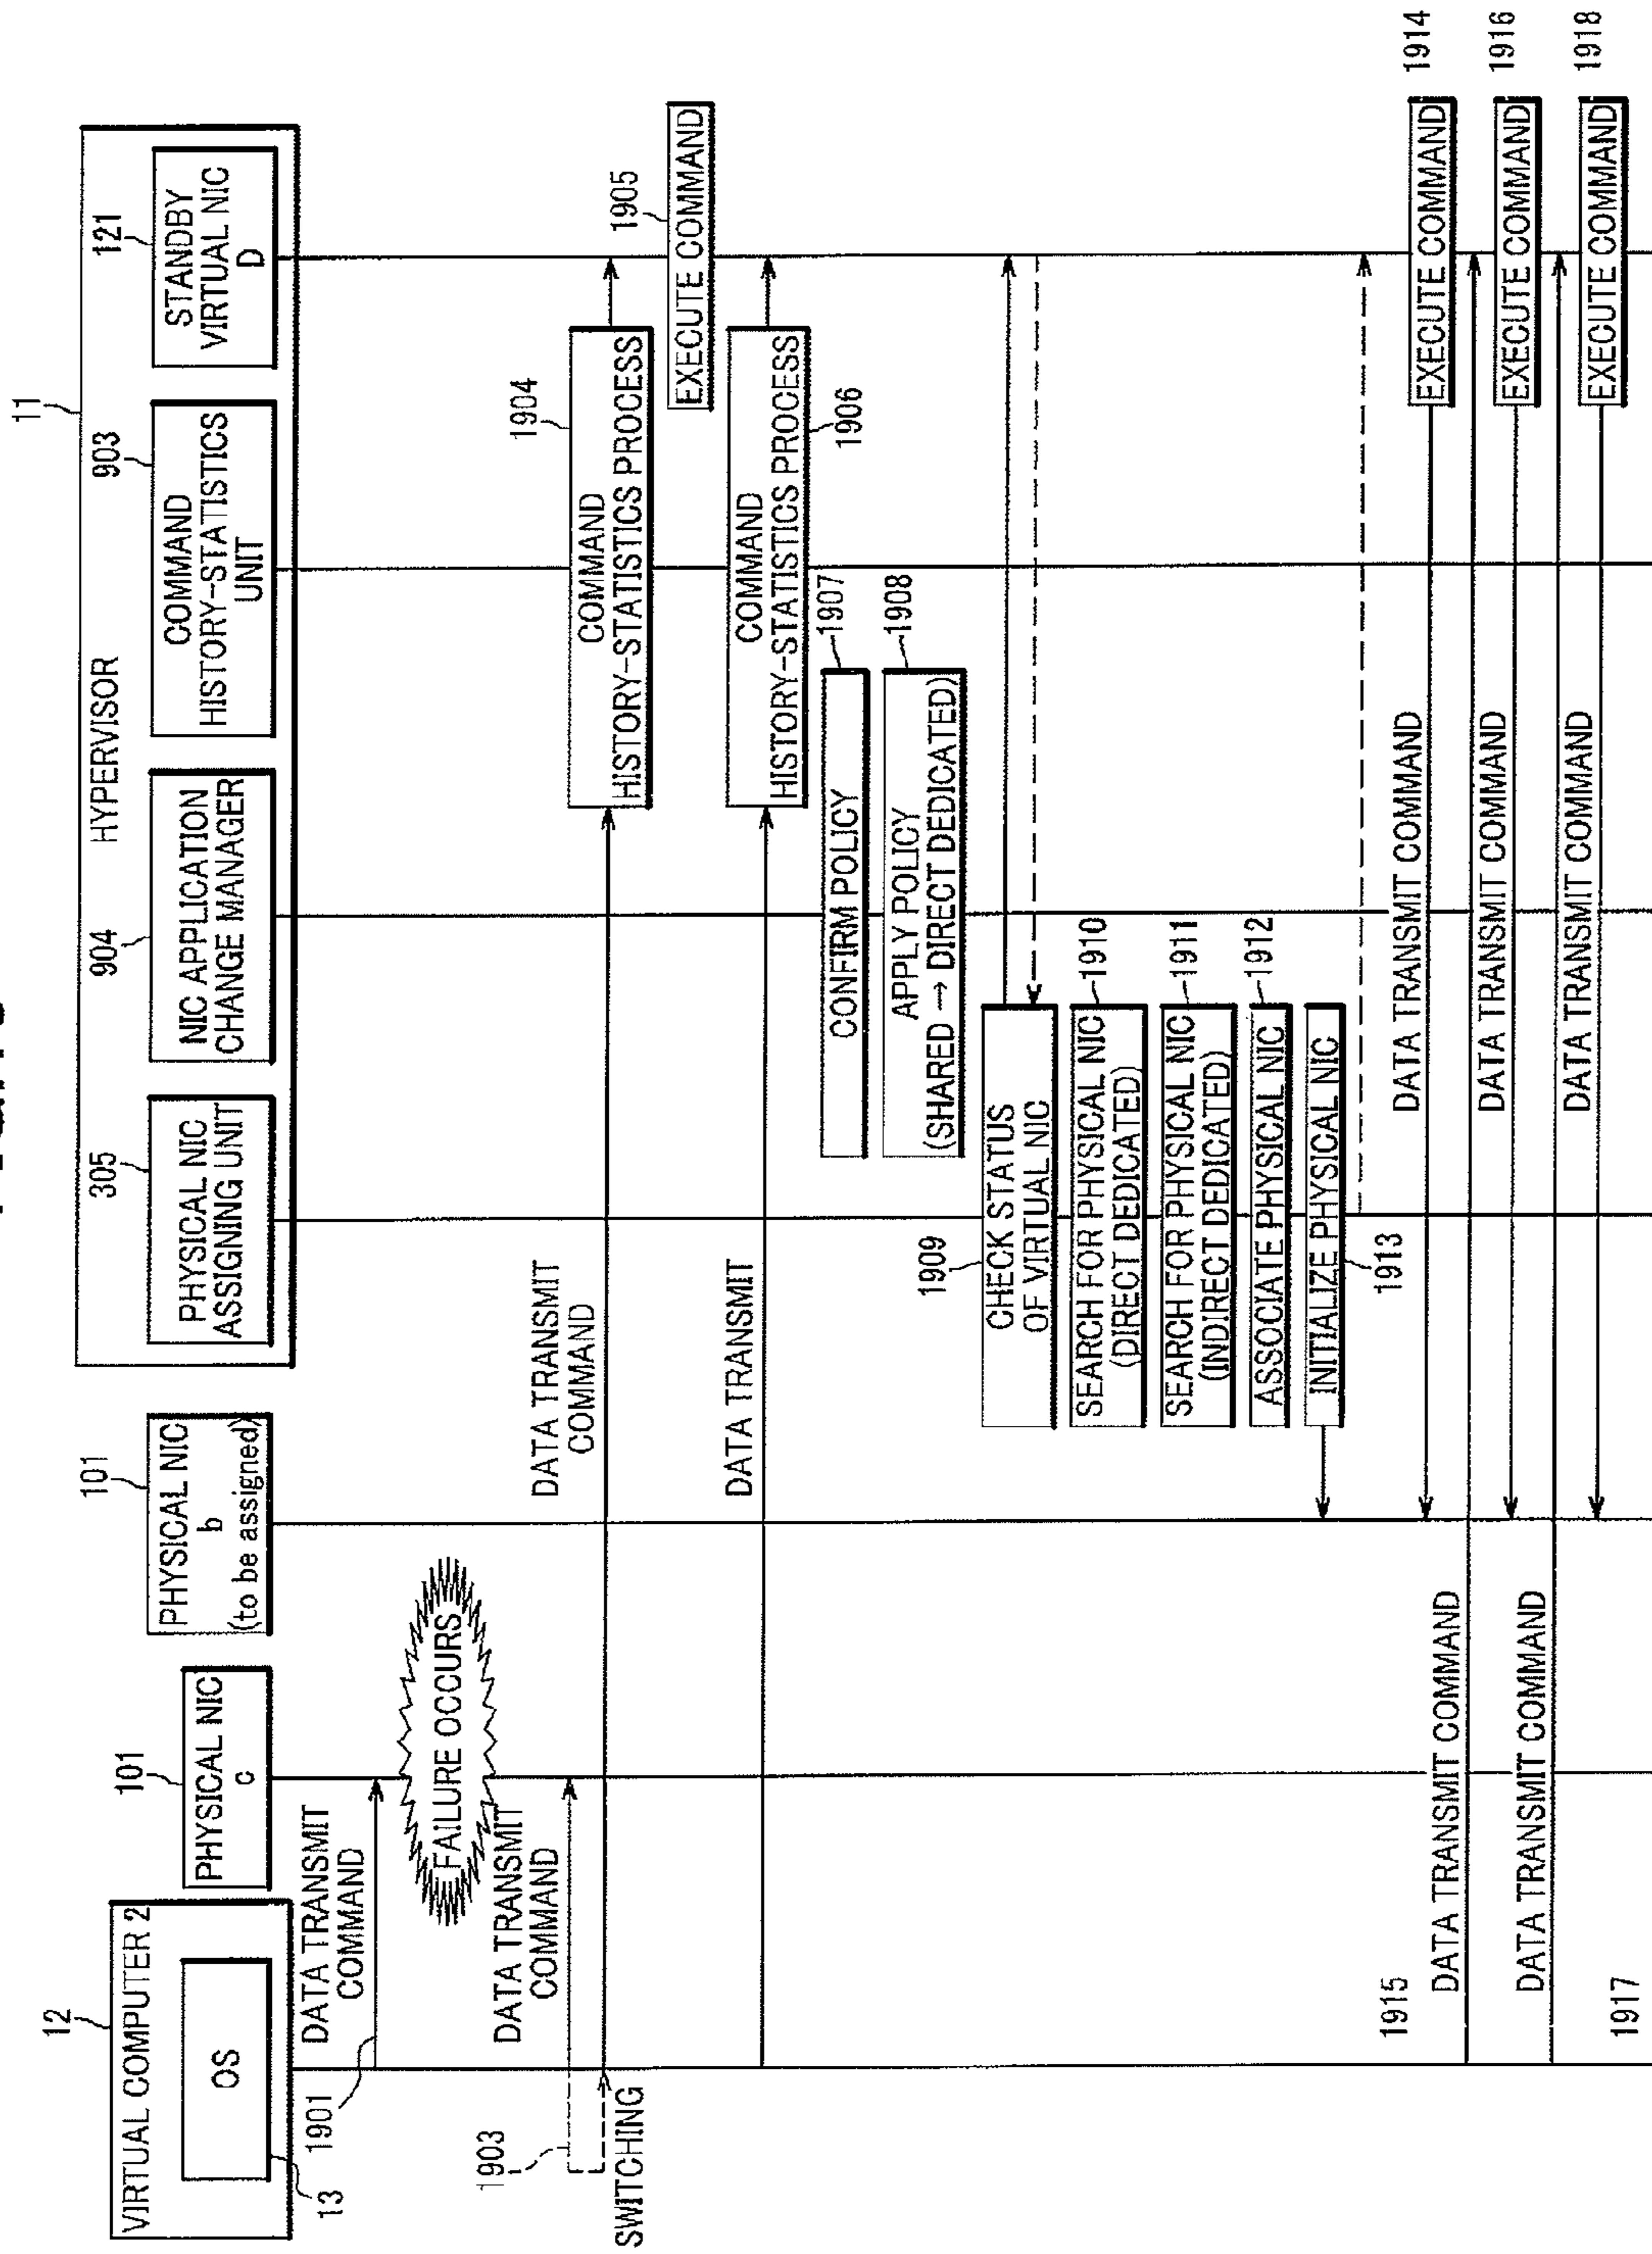 12
VIRTUAL COMPUTER 2
OS
13
101
PHYSICAL NIC
c
101
PHYSICAL NIC
b
(to be assigned)
11
HYPERVISOR
305
PHYSICAL NIC
ASSIGNING UNIT
904
NIC APPLICATION
CHANGE MANAGER
903
COMMAND
HISTORY-STATISTICS
UNIT
121
STANDBY
VIRTUAL NIC
D
1901
DATA TRANSMIT
COMMAND
FAILURE OCCURS
DATA TRANSMIT
COMMAND
1903
SWITCHING
DATA TRANSMIT
COMMAND
1904
COMMAND
HISTORY-STATISTICS PROCESS
1905
EXECUTE COMMAND
DATA TRANSMIT
COMMAND
HISTORY-STATISTICS PROCESS
1906
CONFIRM POLICY
1907
APPLY POLICY
(SHARED → DIRECT DEDICATED)
1908
1909
CHECK STATUS
OF VIRTUAL NIC
SEARCH FOR PHYSICAL NIC
(DIRECT DEDICATED)
1910
SEARCH FOR PHYSICAL NIC
(INDIRECT DEDICATED)
1911
ASSOCIATE PHYSICAL NIC
1912
INITIALIZE PHYSICAL NIC
1913
DATA TRANSMIT COMMAND
EXECUTE COMMAND
1914
1915
DATA TRANSMIT COMMAND
DATA TRANSMIT COMMAND
EXECUTE COMMAND
1916
DATA TRANSMIT COMMAND
1917
DATA TRANSMIT COMMAND
EXECUTE COMMAND
1918